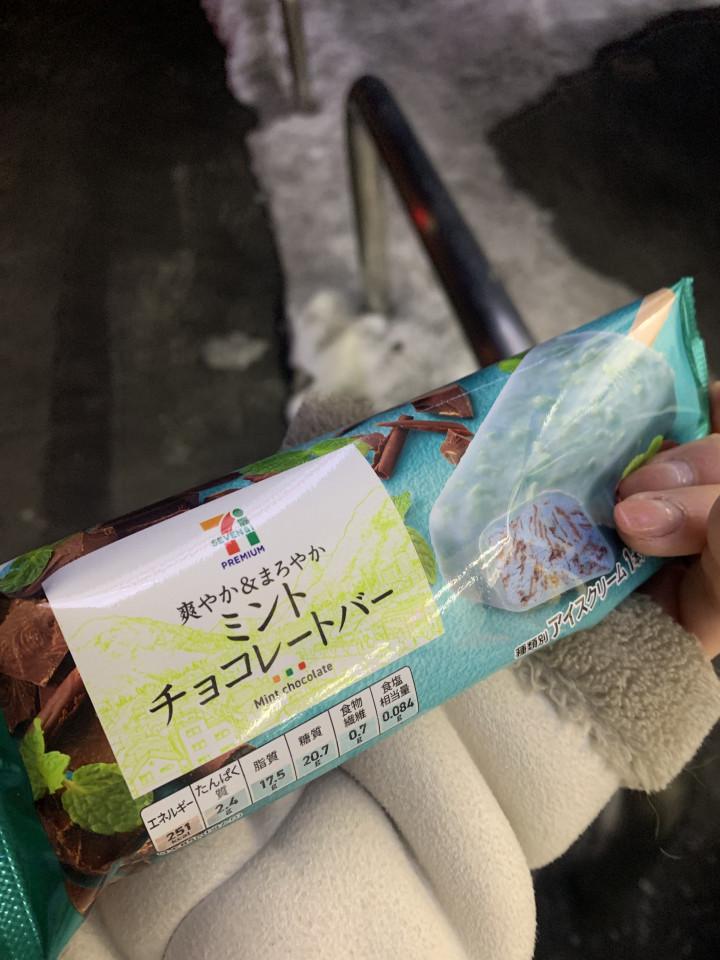 SEVEN&i
PREMIUM
爽やか&まろやか
ミント
チョコレートバー
Mint chocolate
種類別 アイスクリーム
エネルギー
251
kcal
たんぱく
質
2.4
g
脂質
17.5
g
糖質
20.7
g
食物
繊維
0.7
g
食塩
相当量
0.084
g